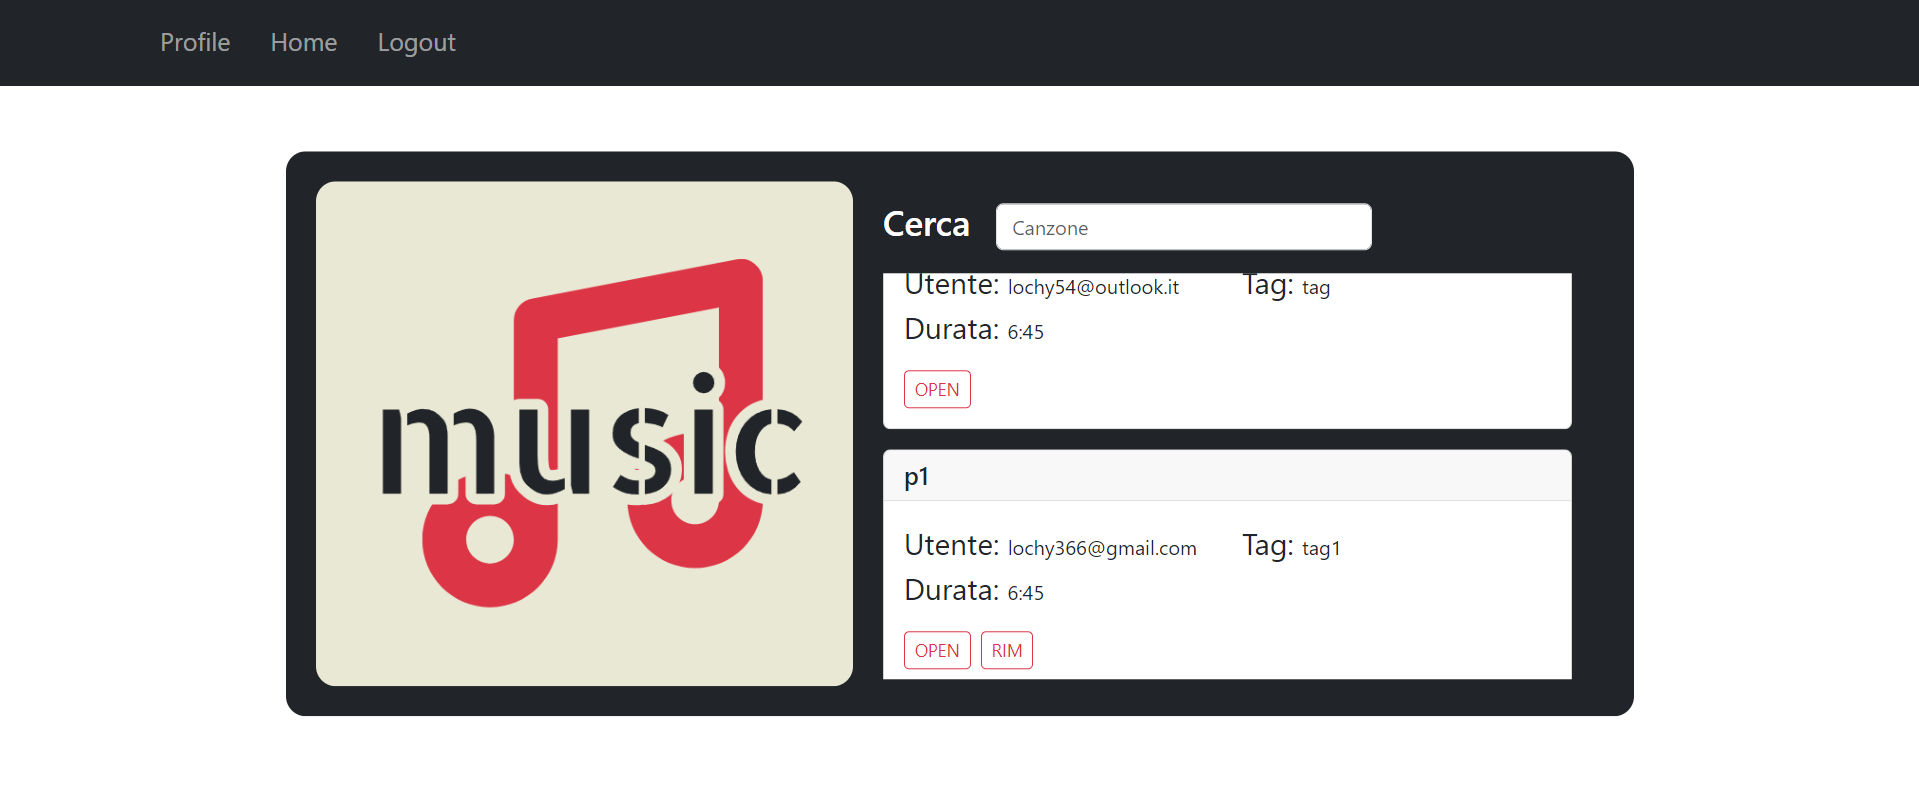 Profile Home Logout
music
Cerca Canzone
Utente: lochy54@outlook.it Tag: tag
Durata: 6:45
OPEN
p1
Utente: lochy366@gmail.com Tag: tag1
Durata: 6:45
OPEN RIM